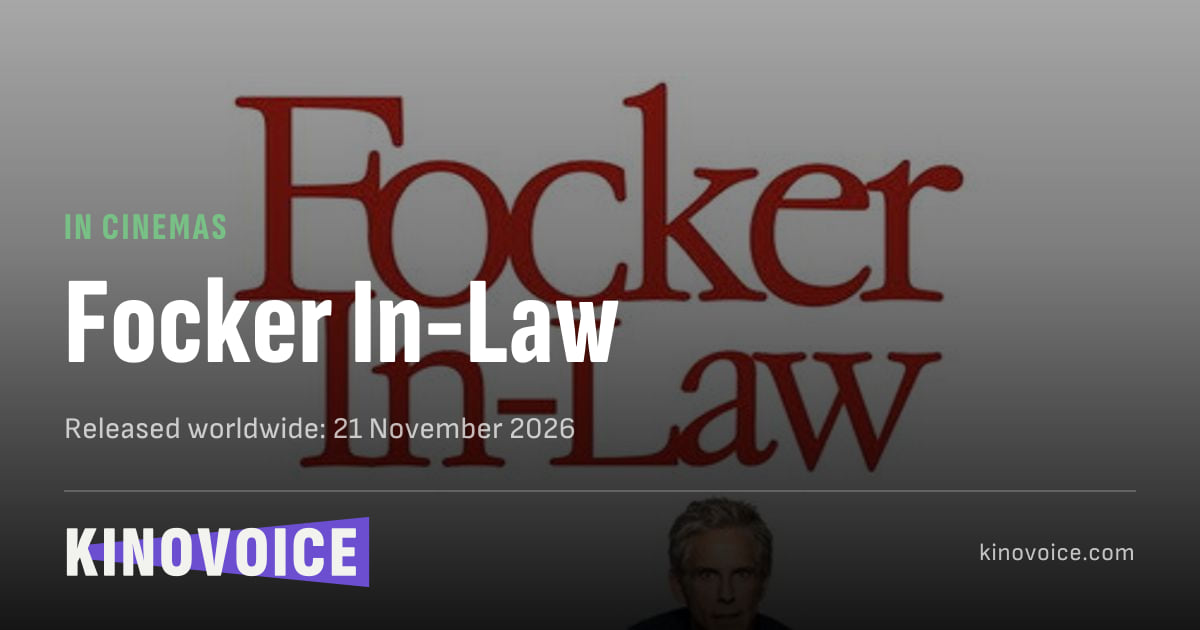 Focker
In-Law
IN CINEMAS
Focker In-Law
Released worldwide: 21 November 2026
KINOVOICE
kinovoice.com